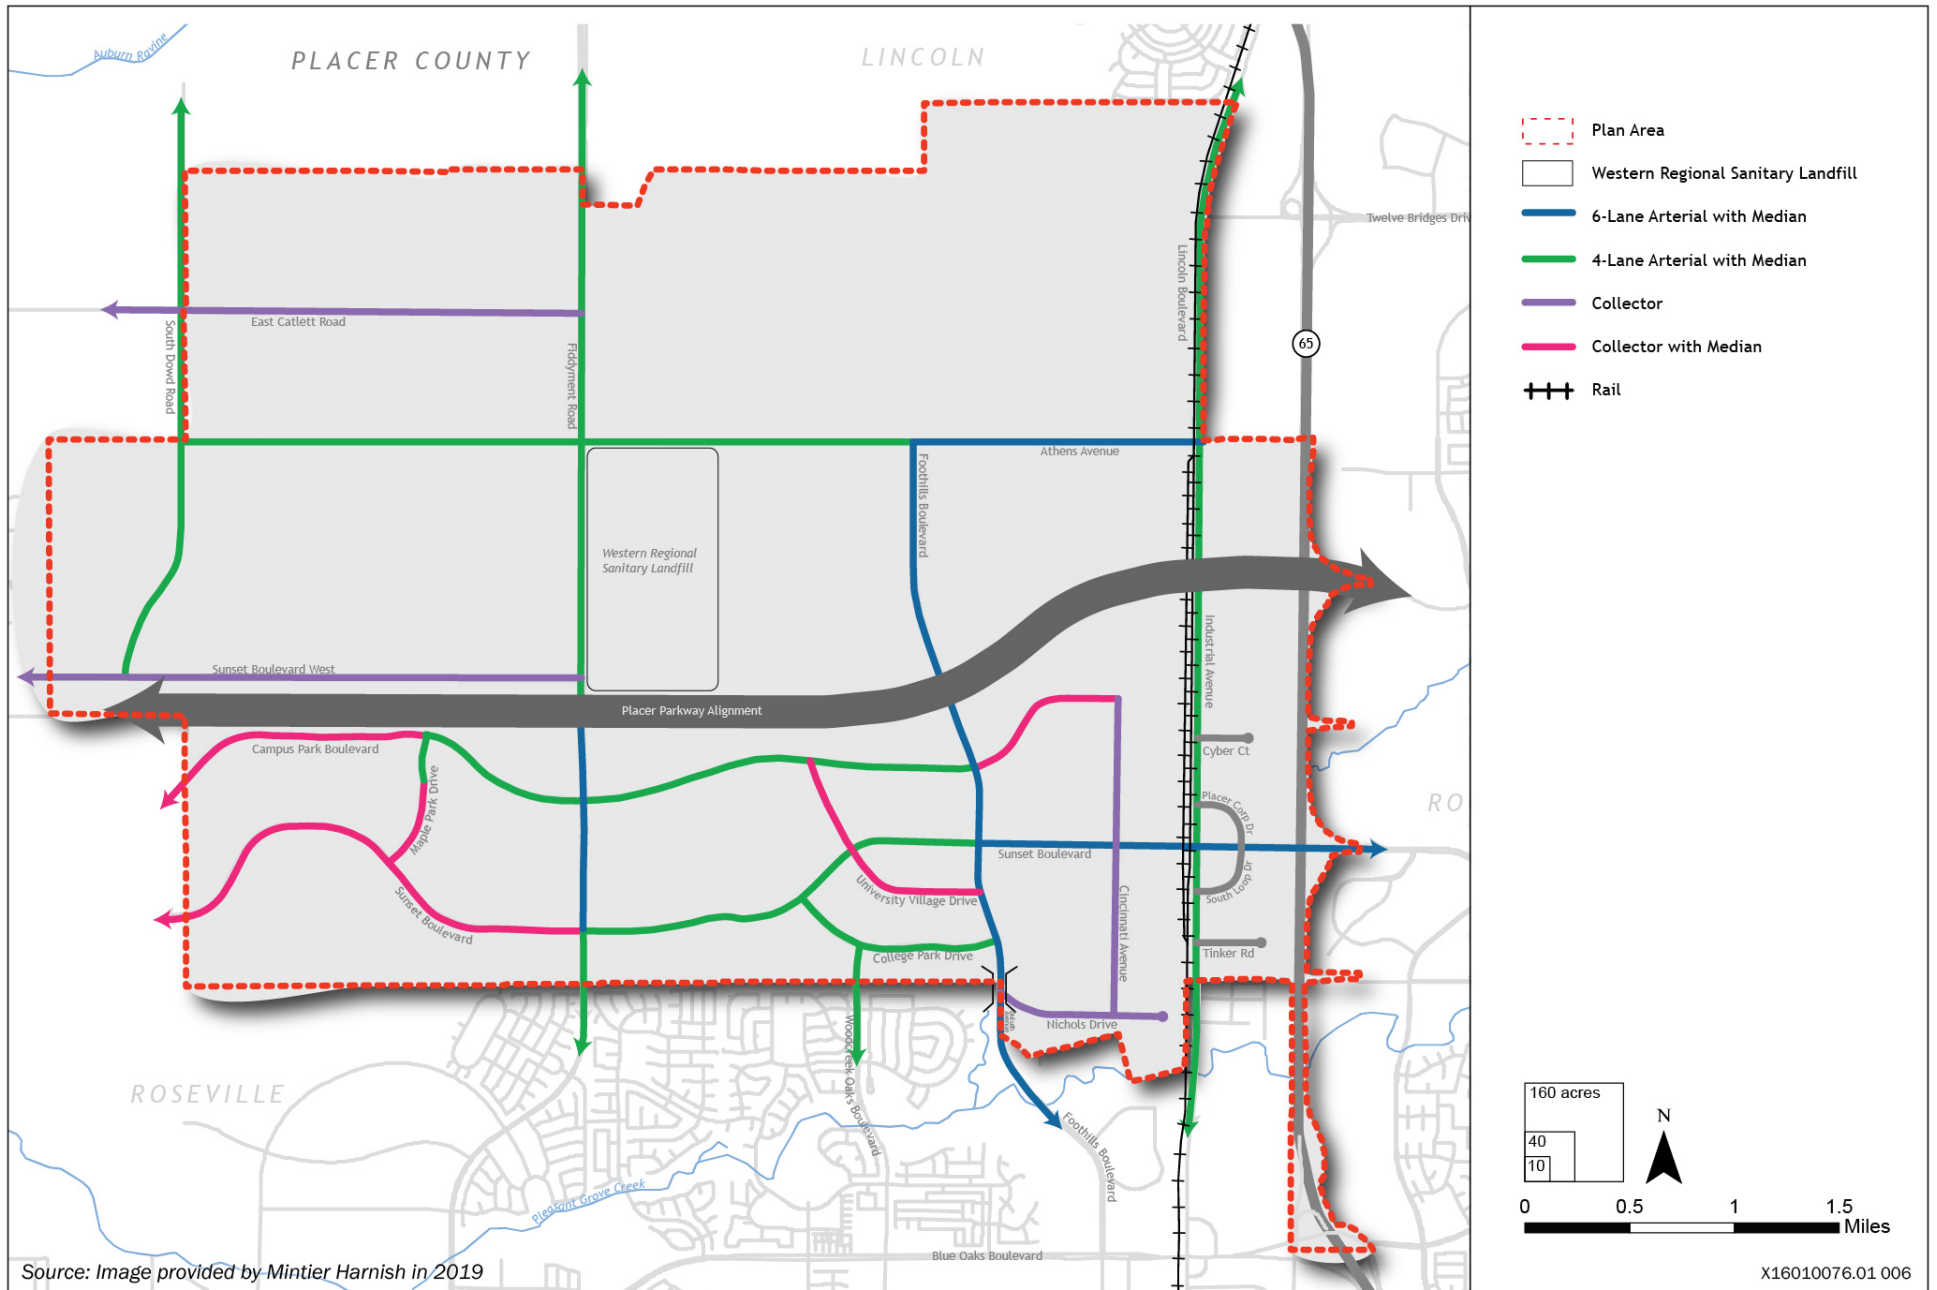 Auburn Ravine
PLACER COUNTY
LINCOLN
Twelve Bridges Driv
Lincoln Boulevard
65
East Catlett Road
South Dowd Road
Fiddyment Road
Athens Avenue
Foothills Boulevard
Western Regional
Sanitary Landfill
Industrial Avenue
Sunset Boulevard West
Placer Parkway Alignment
Campus Park Boulevard
Cyber Ct
Maple Park Drive
Placer Corp Dr
RO
Sunset Boulevard
South Loop Dr
University Village Drive
Sunset Boulevard
Cincinnati Avenue
College Park Drive
Tinker Rd
Nichols Drive
Woodcreek Oaks Boulevard
ROSEVILLE
Foothills Boulevard
Pleasant Grove Creek
Blue Oaks Boulevard
Source: Image provided by Mintier Harnish in 2019
Plan Area
Western Regional Sanitary Landfill
6-Lane Arterial with Median
4-Lane Arterial with Median
Collector
Collector with Median
Rail
160 acres
40
10
N
0 0.5 1 1.5
Miles
X16010076.01 006